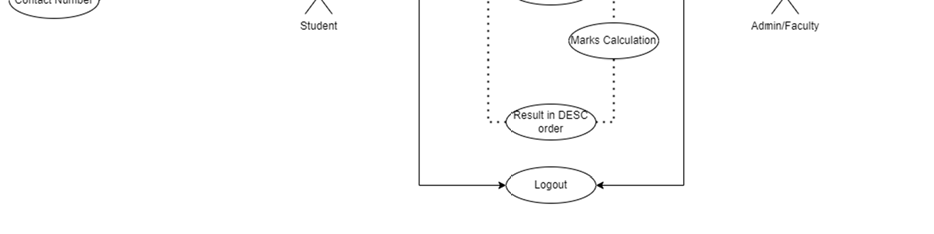 Contact Number
Student
Admin/Faculty
Marks Calculation
Result in DESC
order
Logout